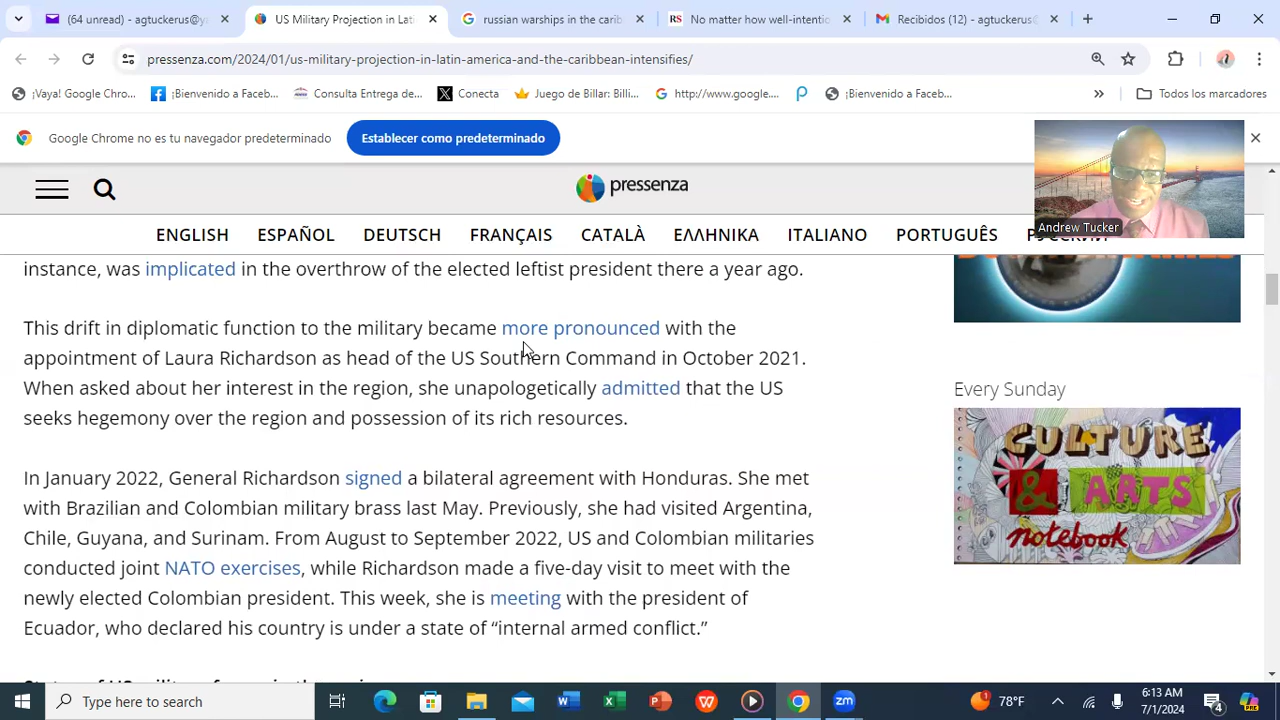 (64 unread) - agtuckerus@y
US Military Projection in Lati
russian warships in the carib
No matter how well-intentio
Recibidos (12) - agtuckerus@
pressenza.com/2024/01/us-military-projection-in-latin-america-and-the-caribbean-intensifies/
¡Vaya! Google Chro...
¡Bienvenido a Faceb...
Consulta Entrega de...
Conecta
Juego de Billar: Billi...
http://www.google....
¡Bienvenido a Faceb...
Todos los marcadores
Google Chrome no es tu navegador predeterminado
Establecer como predeterminado
pressenza
Andrew Tucker
ENGLISH ESPAÑOL DEUTSCH FRANÇAIS CATALÀ ΕΛΛΗΝΙΚΑ ITALIANO PORTUGUÊS
instance, was implicated in the overthrow of the elected leftist president there a year ago.
This drift in diplomatic function to the military became more pronounced with the
appointment of Laura Richardson as head of the US Southern Command in October 2021.
When asked about her interest in the region, she unapologetically admitted that the US
seeks hegemony over the region and possession of its rich resources.
In January 2022, General Richardson signed a bilateral agreement with Honduras. She met
with Brazilian and Colombian military brass last May. Previously, she had visited Argentina,
Chile, Guyana, and Surinam. From August to September 2022, US and Colombian militaries
conducted joint NATO exercises, while Richardson made a five-day visit to meet with the
newly elected Colombian president. This week, she is meeting with the president of
Ecuador, who declared his country is under a state of “internal armed conflict.”
Every Sunday
CULTURE
& ARTS
notebook
Type here to search
1
78°F
6:13 AM
7/1/2024
4